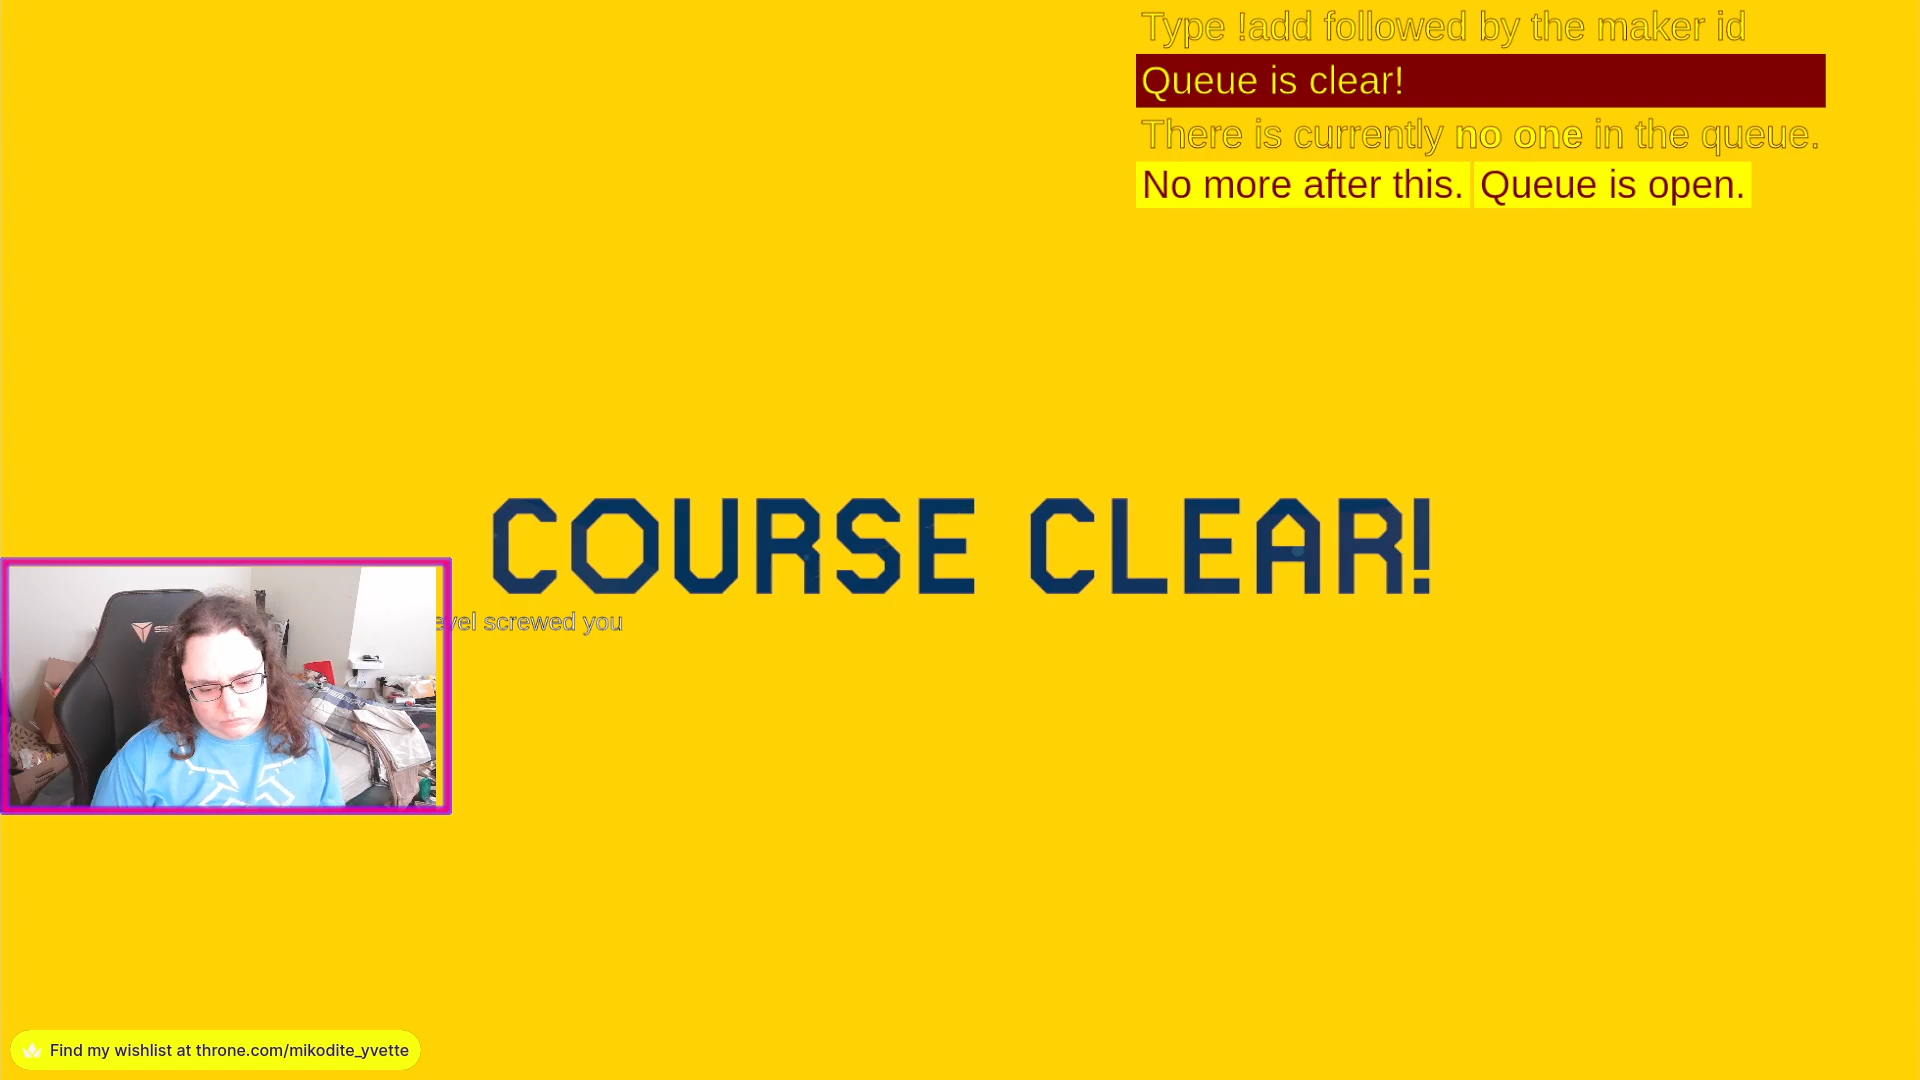 Type !add followed by the maker id
Queue is clear!
There is currently no one in the queue.
No more after this. Queue is open.
COURSE CLEAR!
screwed you
Find my wishlist at throne.com/mikodite_yvette